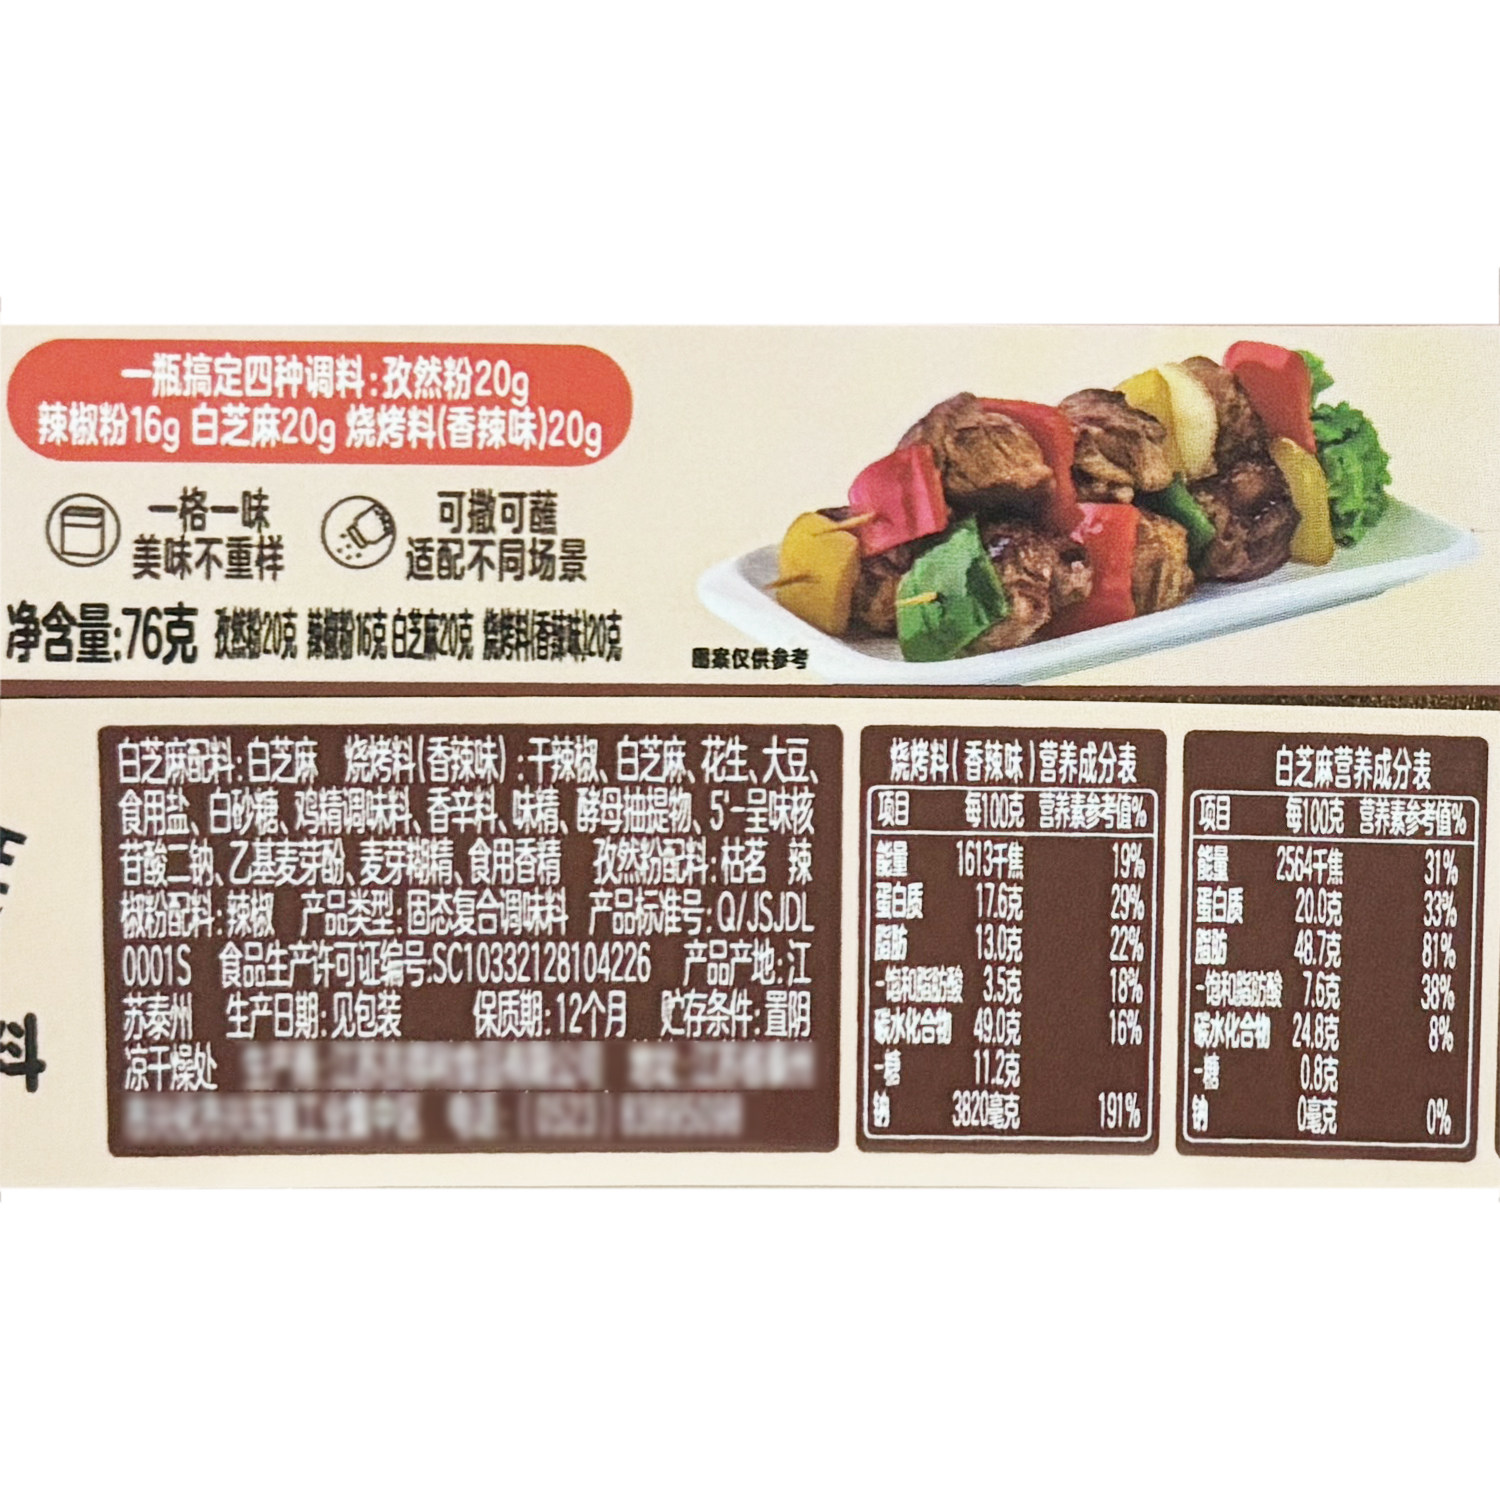 一瓶搞定四种调料:孜然粉20g
辣椒粉16g 白芝麻20g 烧烤料(香辣味)20g
一格一味
美味不重样
可撒可蘸
适配不同场景
净含量:76克 孜然粉20克 辣椒粉16克 白芝麻20克 烧烤料(香辣味)20克
图案仅供参考
白芝麻配料:白芝麻 烧烤料(香辣味):干辣椒、白芝麻、花生、大豆、
食用盐、白砂糖、鸡精调味料、香辛料、味精、酵母抽提物、5'-呈味核
苷酸二钠、乙基麦芽酚、麦芽糊精、食用香精 孜然粉配料:枯茗 辣
椒粉配料:辣椒 产品类型:固态复合调味料 产品标准号:Q/JSJDL
0001S 食品生产许可证编号:SC10332128104226 产品产地:江
苏泰州 生产日期:见包装 保质期:12个月 贮存条件:置阴
凉干燥处
烧烤料(香辣味)营养成分表
项目 每100克 营养素参考值%
能量 1613千焦 19%
蛋白质 17.6克 29%
脂肪 13.0克 22%
-饱和脂肪酸 3.5克 18%
碳水化合物 49.0克 16%
-糖 11.2克
钠 3820毫克 191%
白芝麻营养成分表
项目 每100克 营养素参考值%
能量 2564千焦 31%
蛋白质 20.0克 33%
脂肪 48.7克 81%
-饱和脂肪酸 7.6克 38%
碳水化合物 24.8克 8%
-糖 0.8克
钠 0毫克 0%